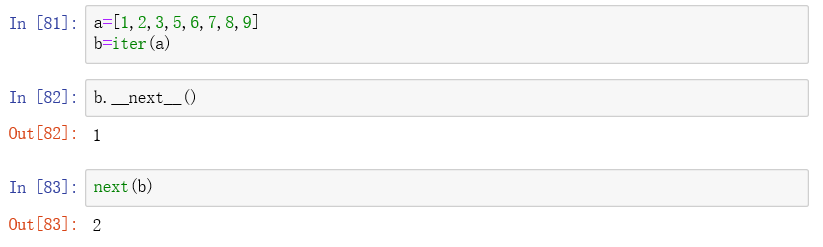 In [81]: a=[1,2,3,5,6,7,8,9]
b=iter(a)
In [82]: b.__next__()
Out[82]: 1
In [83]: next(b)
Out[83]: 2